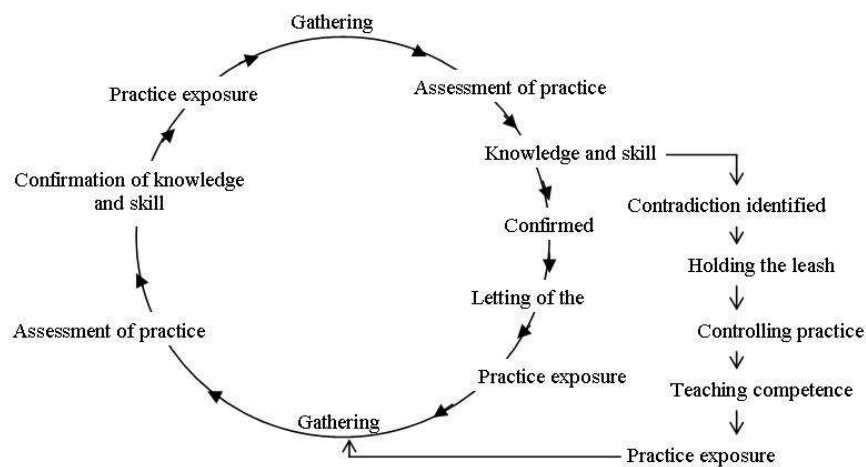 Gathering
Assessment of practice
Knowledge and skill
Confirmed
Letting of the
Practice exposure
Gathering
Assessment of practice
Confirmation of knowledge
and skill
Practice exposure
Contradiction identified
Holding the leash
Controlling practice
Teaching competence
Practice exposure